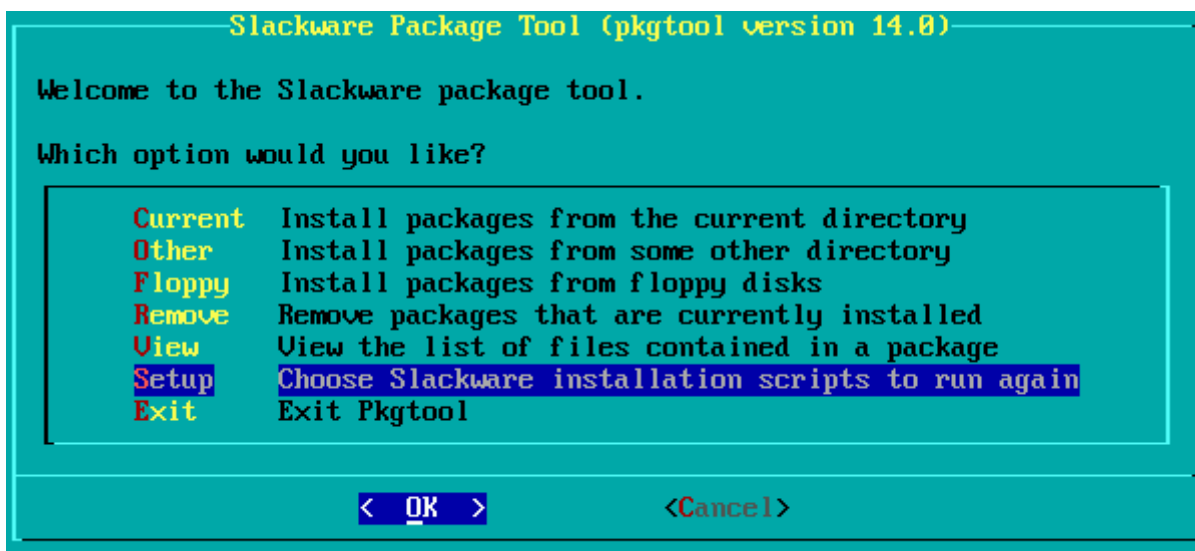 Slackware Package Tool (pkgtool version 14.0)
Welcome to the Slackware package tool.
Which option would you like?
Current Install packages from the current directory
Other Install packages from some other directory
Floppy Install packages from floppy disks
Remove Remove packages that are currently installed
View View the list of files contained in a package
Setup Choose Slackware installation scripts to run again
Exit Exit Pkgtool
< OK > <Cancel>